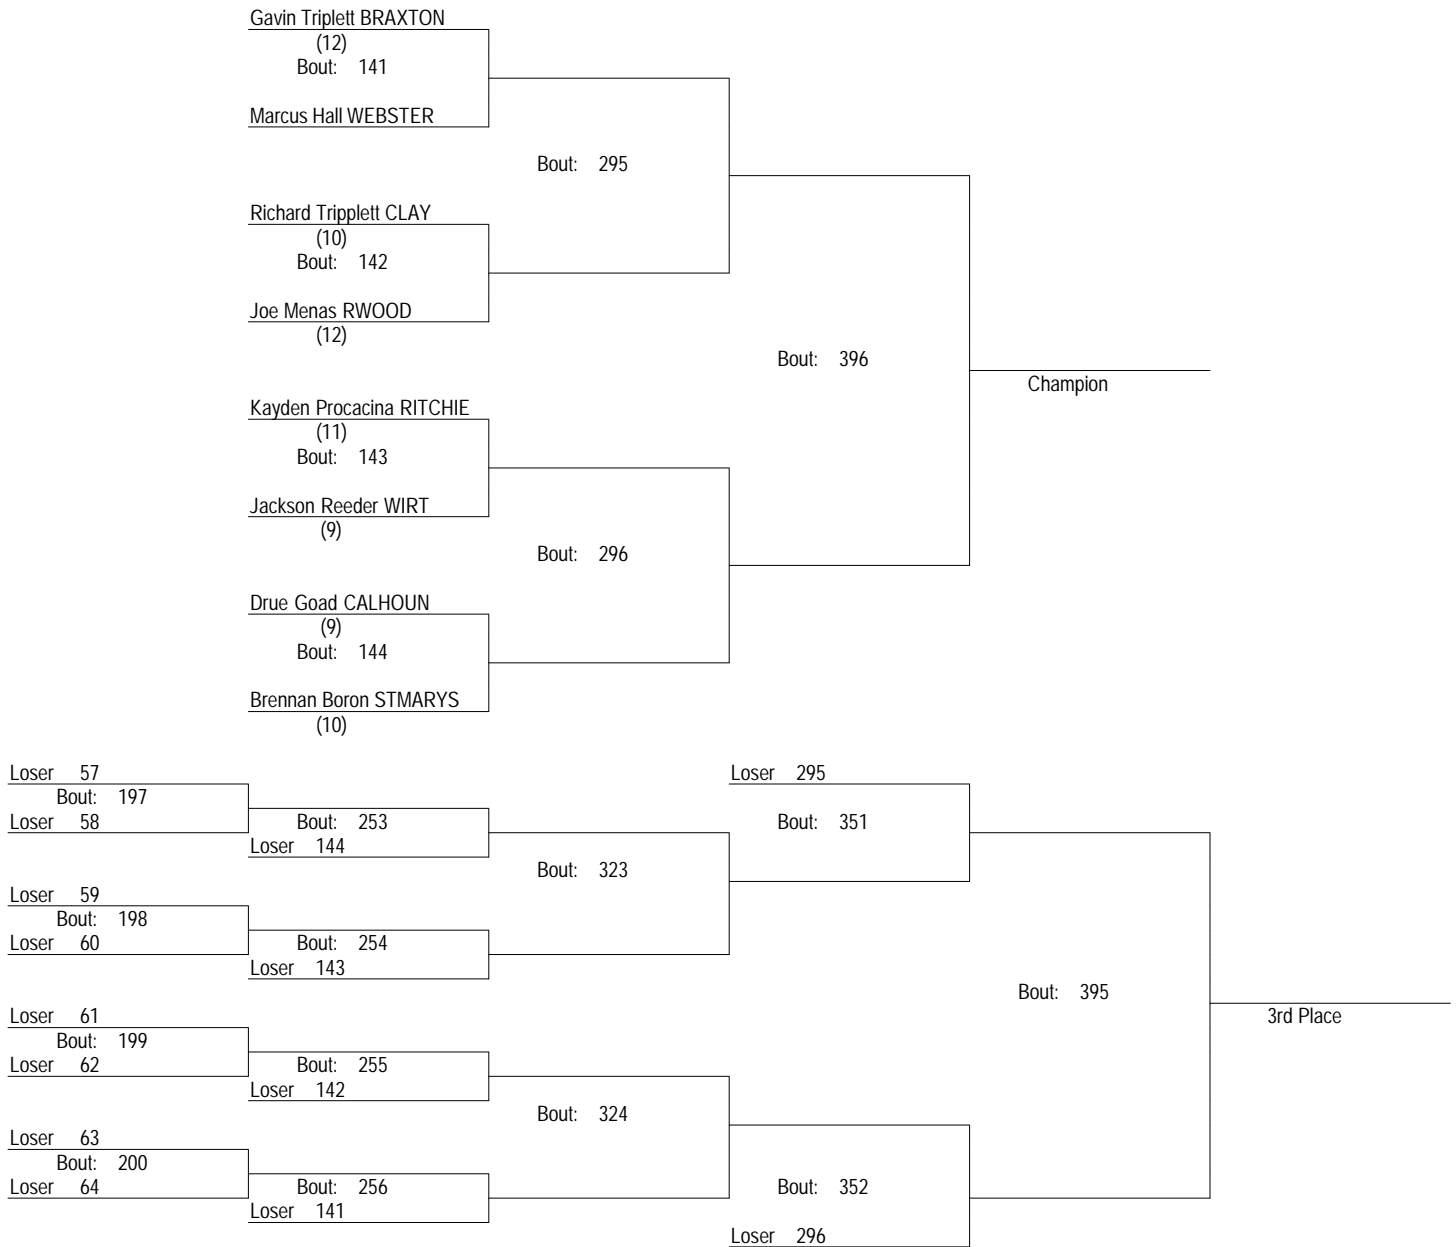 Gavin Triplett BRAXTON
(12)
Bout: 141
Marcus Hall WEBSTER
Bout: 295
Richard Tripplett CLAY
(10)
Bout: 142
Joe Menas RWOOD
(12)
Bout: 396
Champion
Kayden Procacina RITCHIE
(11)
Bout: 143
Jackson Reeder WIRT
(9)
Bout: 296
Drue Goad CALHOUN
(9)
Bout: 144
Brennan Boron STMARYS
(10)
Loser 57
Bout: 197
Loser 58
Bout: 253
Loser 144
Bout: 323
Loser 295
Bout: 351
Loser 59
Bout: 198
Loser 60
Bout: 254
Loser 143
Bout: 395
3rd Place
Loser 61
Bout: 199
Loser 62
Bout: 255
Loser 142
Bout: 324
Loser 63
Bout: 200
Loser 64
Bout: 256
Loser 141
Bout: 352
Loser 296